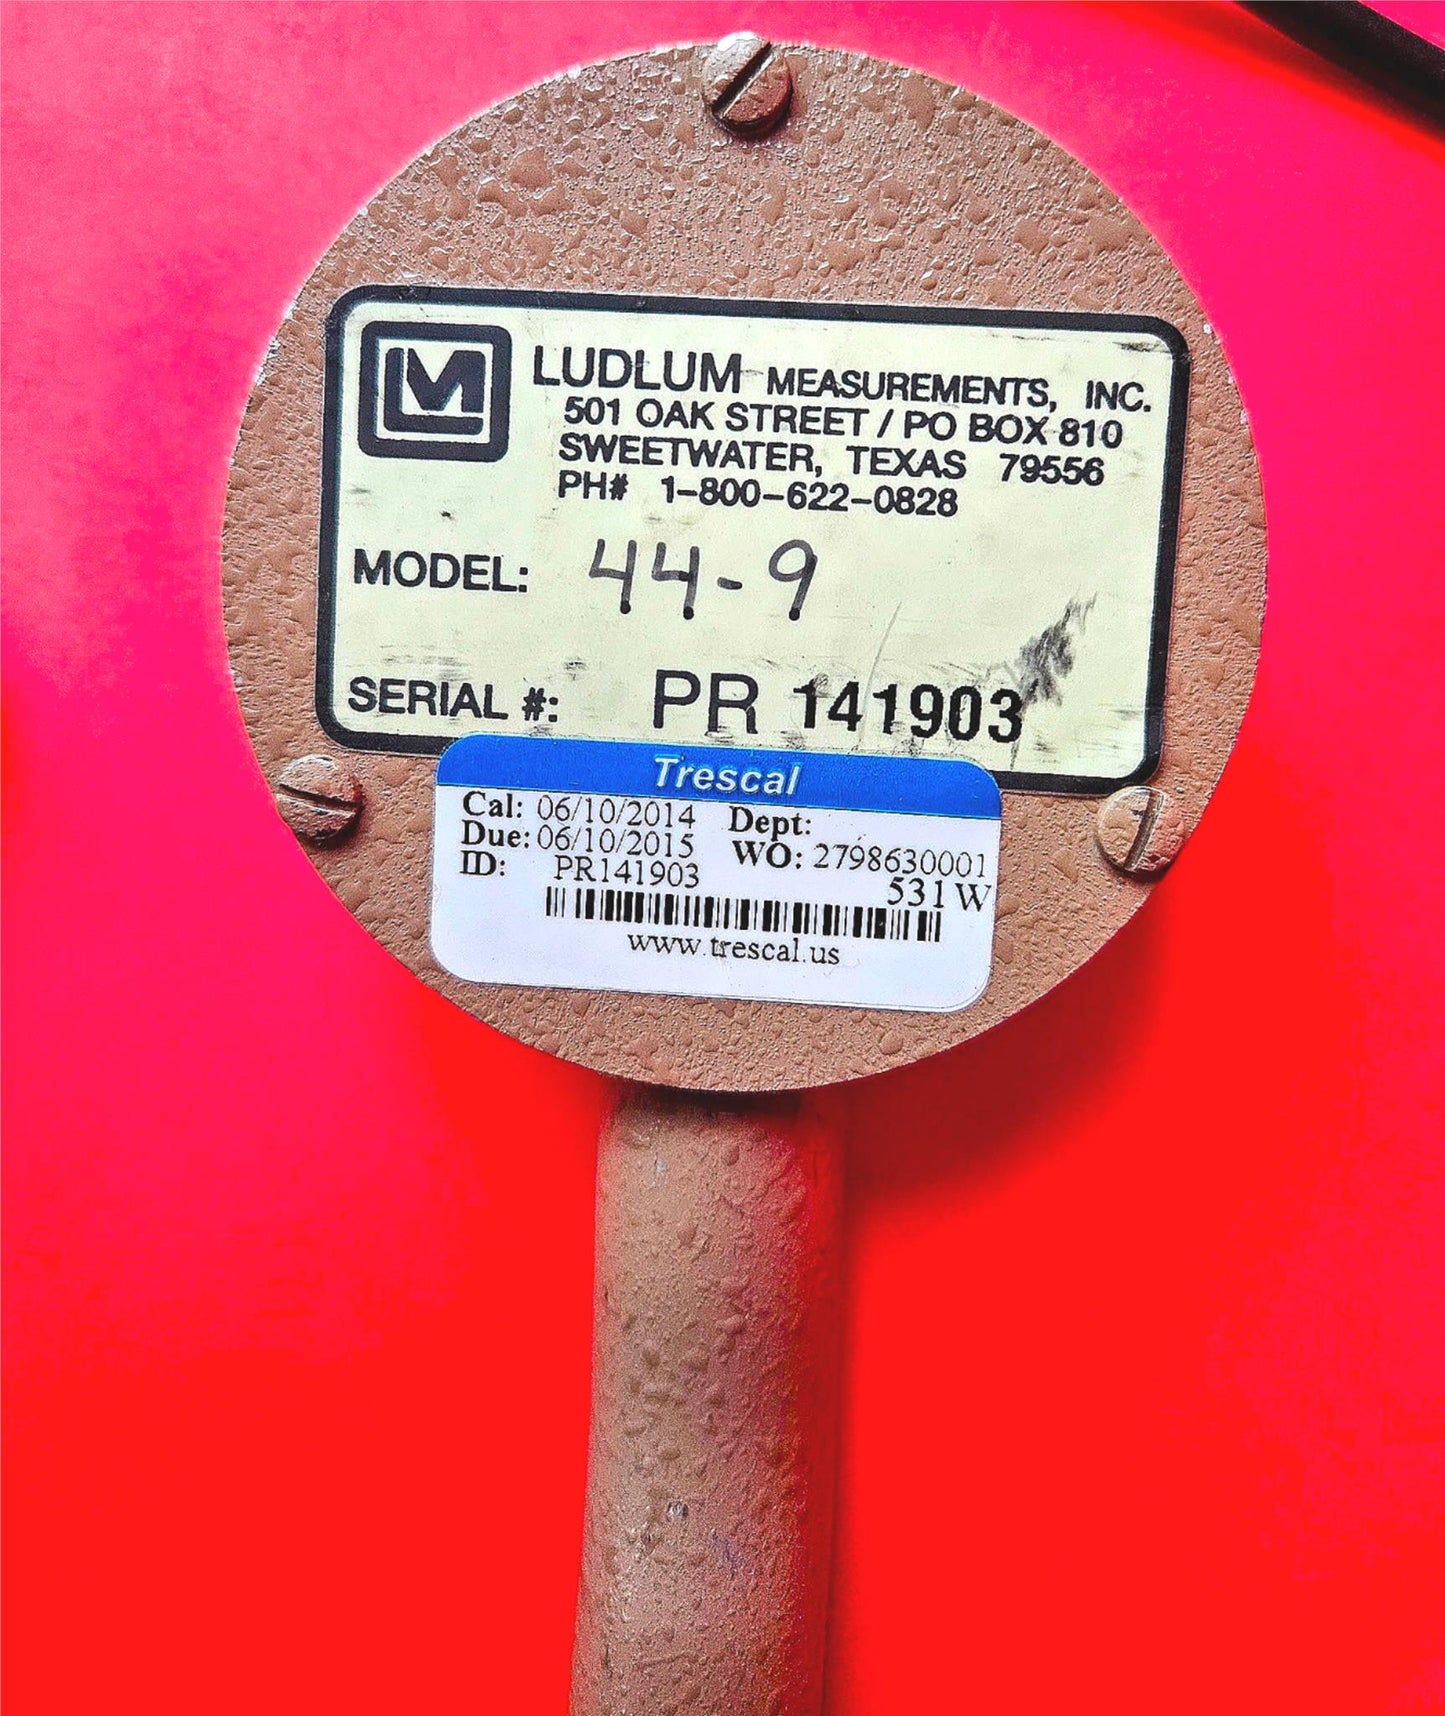 LM
LUDLUM MEASUREMENTS, INC.
501 OAK STREET / PO BOX 810
SWEETWATER, TEXAS 79556
PH# 1-800-622-0828
MODEL: 44-9
SERIAL #: PR 141903
Trescal
Cal: 06/10/2014 Dept:
Due: 06/10/2015 WO: 2798630001
ID: PR141903 531W
www.trescal.us